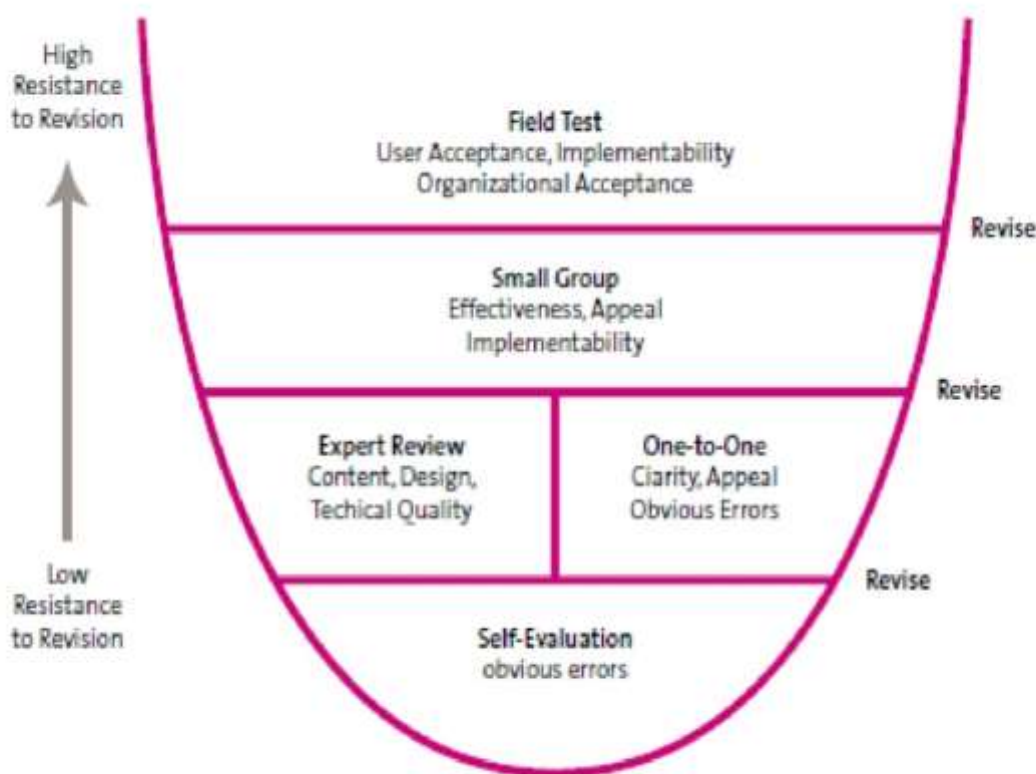 High
Resistance
to Revision
Field Test
User Acceptance, Implementability
Organizational Acceptance
Revise
Small Group
Effectiveness, Appeal
Implementability
Revise
Expert Review
Content, Design,
Techical Quality
One-to-One
Clarity, Appeal
Obvious Errors
Low
Resistance
to Revision
Revise
Self-Evaluation
obvious errors